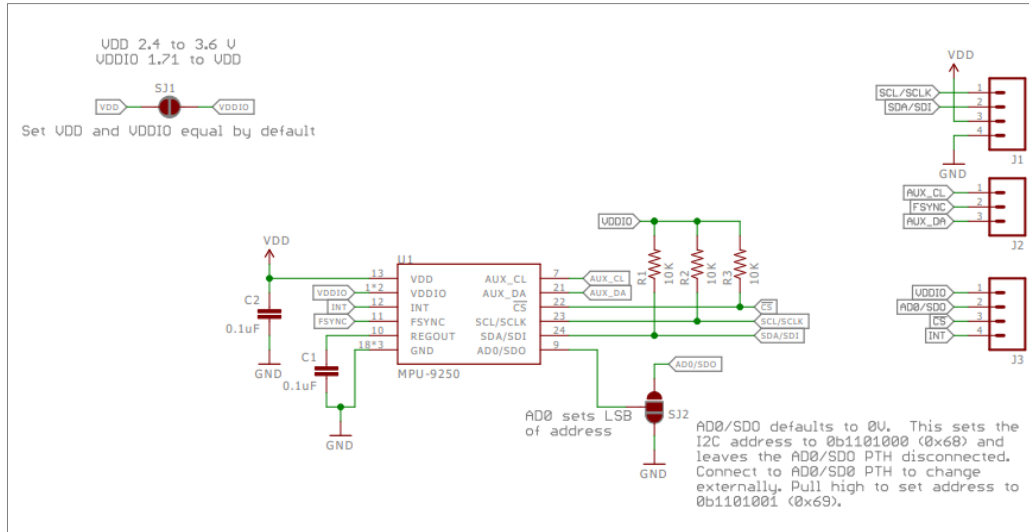 VDD 2.4 to 3.6 V
VDDIO 1.71 to VDD
SJ1
VDD VDDIO
Set VDD and VDDIO equal by default
VDD
SCL/SCLK 1
SDA/SDI 2
3
4
GND
J1
AUX_CL 1
FSYNC 2
AUX_DA 3
J2
VDDIO 1
AD0/SDO 2
CS 3
INT 4
J3
VDDIO
R1 10K R2 10K R3 10K
VDD
U1
13 VDD AUX_CL 7 AUX_CL
VDDIO 1*2 VDDIO AUX_DA 21 AUX_DA
INT 12 INT CS 22 CS
FSYNC 11 FSYNC SCL/SCLK 23 SCL/SCLK
10 REGOUT SDA/SDI 24 SDA/SDI
18*3 GND AD0/SDO 9
MPU-9250
C2
0.1uF
GND
C1
0.1uF
GND
AD0/SDO
AD0 sets LSB
of address
SJ2
GND
AD0/SDO defaults to 0V. This sets the
I2C address to 0b1101000 (0x68) and
leaves the AD0/SDO PTH disconnected.
Connect to AD0/SD0 PTH to change
externally. Pull high to set address to
0b1101001 (0x69).